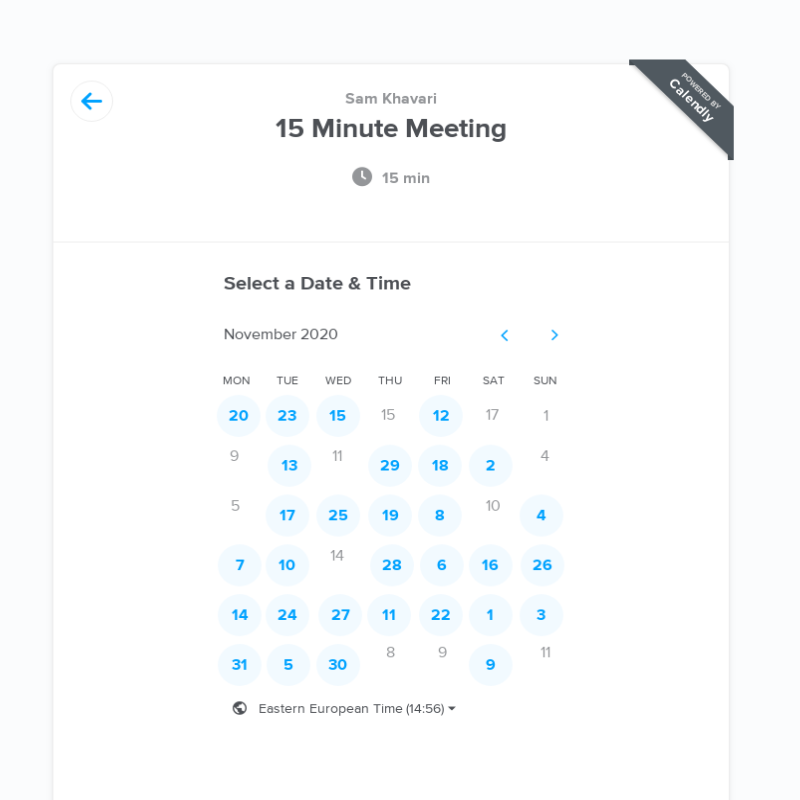 POWERED BY
Calendly
Sam Khavari
15 Minute Meeting
15 min
Select a Date & Time
November 2020
MON TUE WED THU FRI SAT SUN
20 23 15 15 12 17 1
9 13 11 29 18 2 4
5 17 25 19 8 10 4
7 10 14 28 6 16 26
14 24 27 11 22 1 3
31 5 30 8 9 9 11
Eastern European Time (14:56)